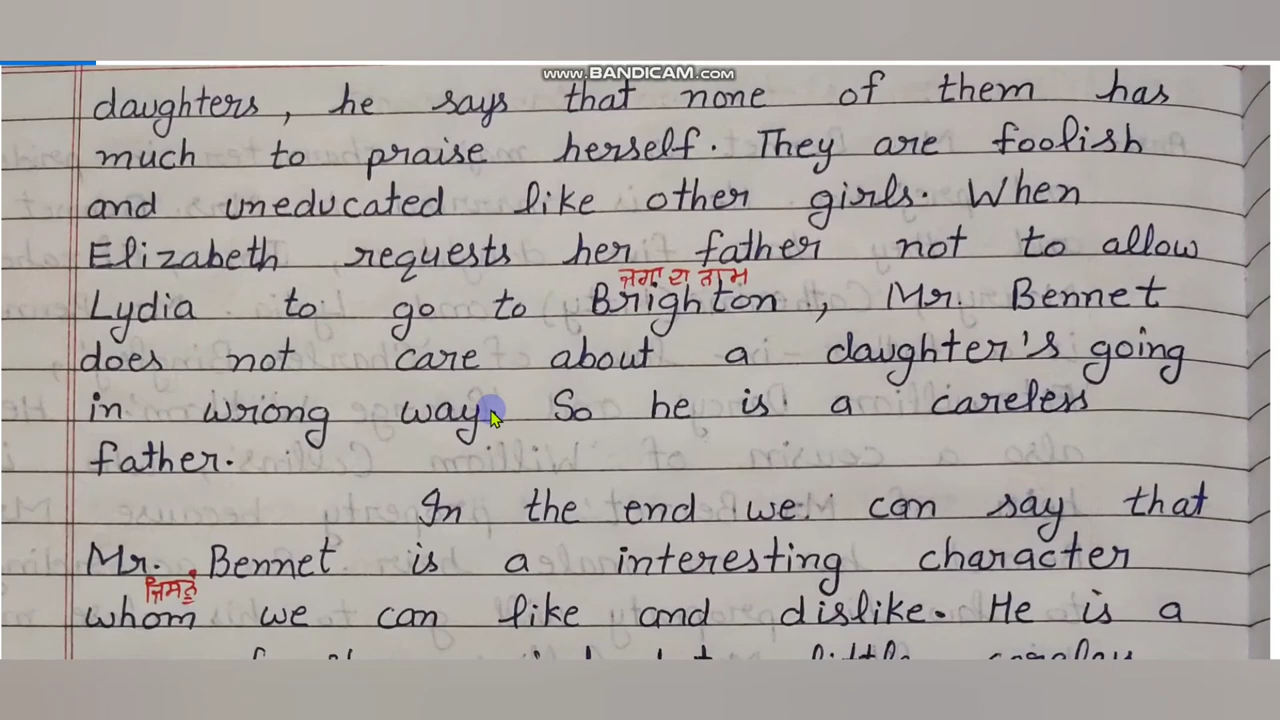 www.BANDICAM.com
daughters, he says that none of them has
much to praise herself. They are foolish
and uneducated like other girls. When
Elizabeth requests her father not to allow
ਜਗਾਂ ਦਾ ਨਾਮ
Lydia to go to Brighton, Mr. Bennet
does not care about a daughter's going
in wrong way. So he is a careless
father.
In the end we can say that
Mr. Bennet is a interesting character
ਜਿਸਨੂੰ
whom we can like and dislike. He is a